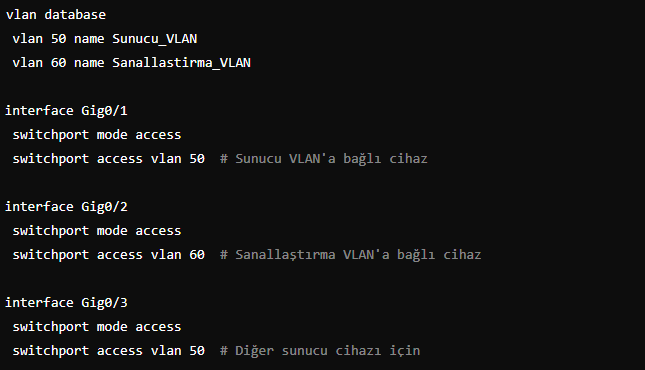 vlan database
vlan 50 name Sunucu_VLAN
vlan 60 name Sanallastirma_VLAN
interface Gig0/1
switchport mode access
switchport access vlan 50  # Sunucu VLAN'a bağlı cihaz
interface Gig0/2
switchport mode access
switchport access vlan 60  # Sanallaştırma VLAN'a bağlı cihaz
interface Gig0/3
switchport mode access
switchport access vlan 50  # Diğer sunucu cihazı için